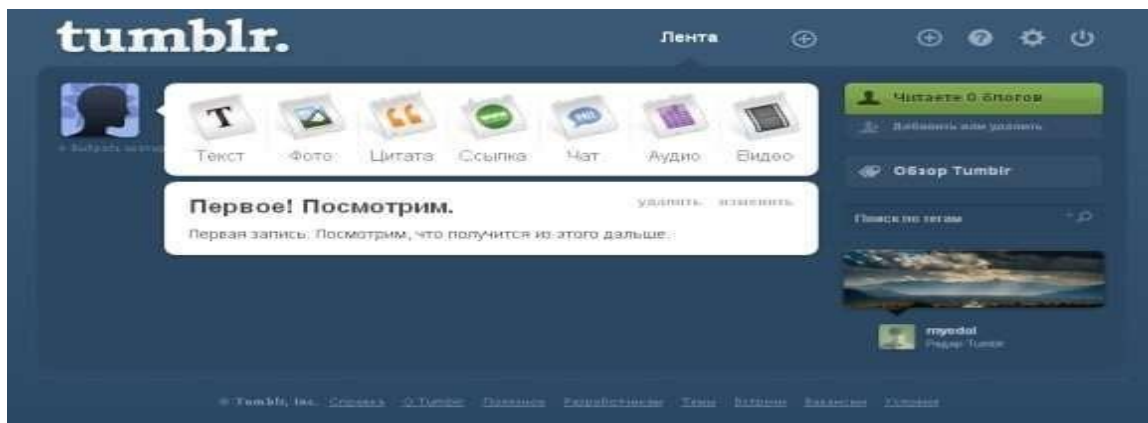 tumblr.
Лента
Читаете 0 блогов
Добавить или удалить
Текст Фото Цитата Ссылка Чат Аудио Видео
Обзор Tumblr
Первое! Посмотрим. удалить изменить
Первая запись. Посмотрим, что получится из этого дальше.
Поиск по тегам
myedol
Радар Tumblr
© Tumblr, Inc. Справка О Tumblr Разработчикам Темы Вакансии Условия